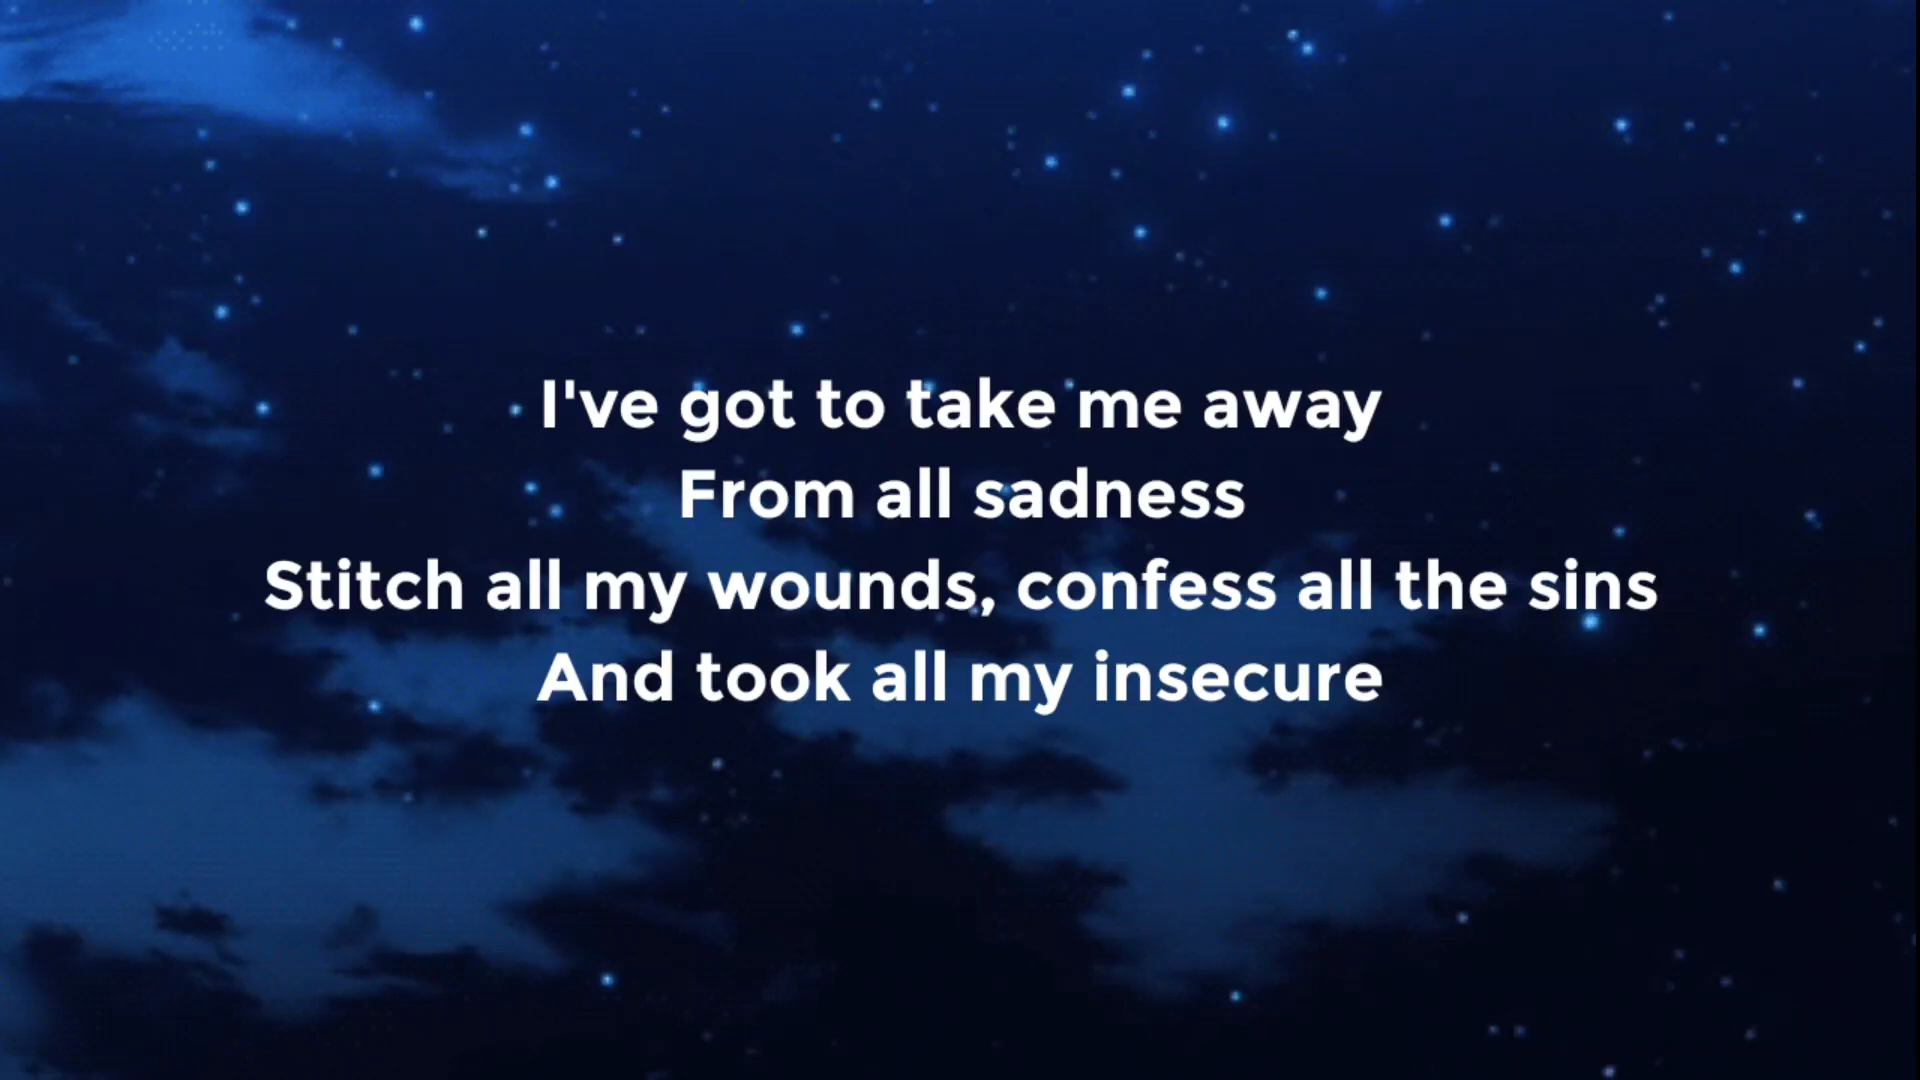 I've got to take me away
From all sadness
Stitch all my wounds, confess all the sins
And took all my insecure